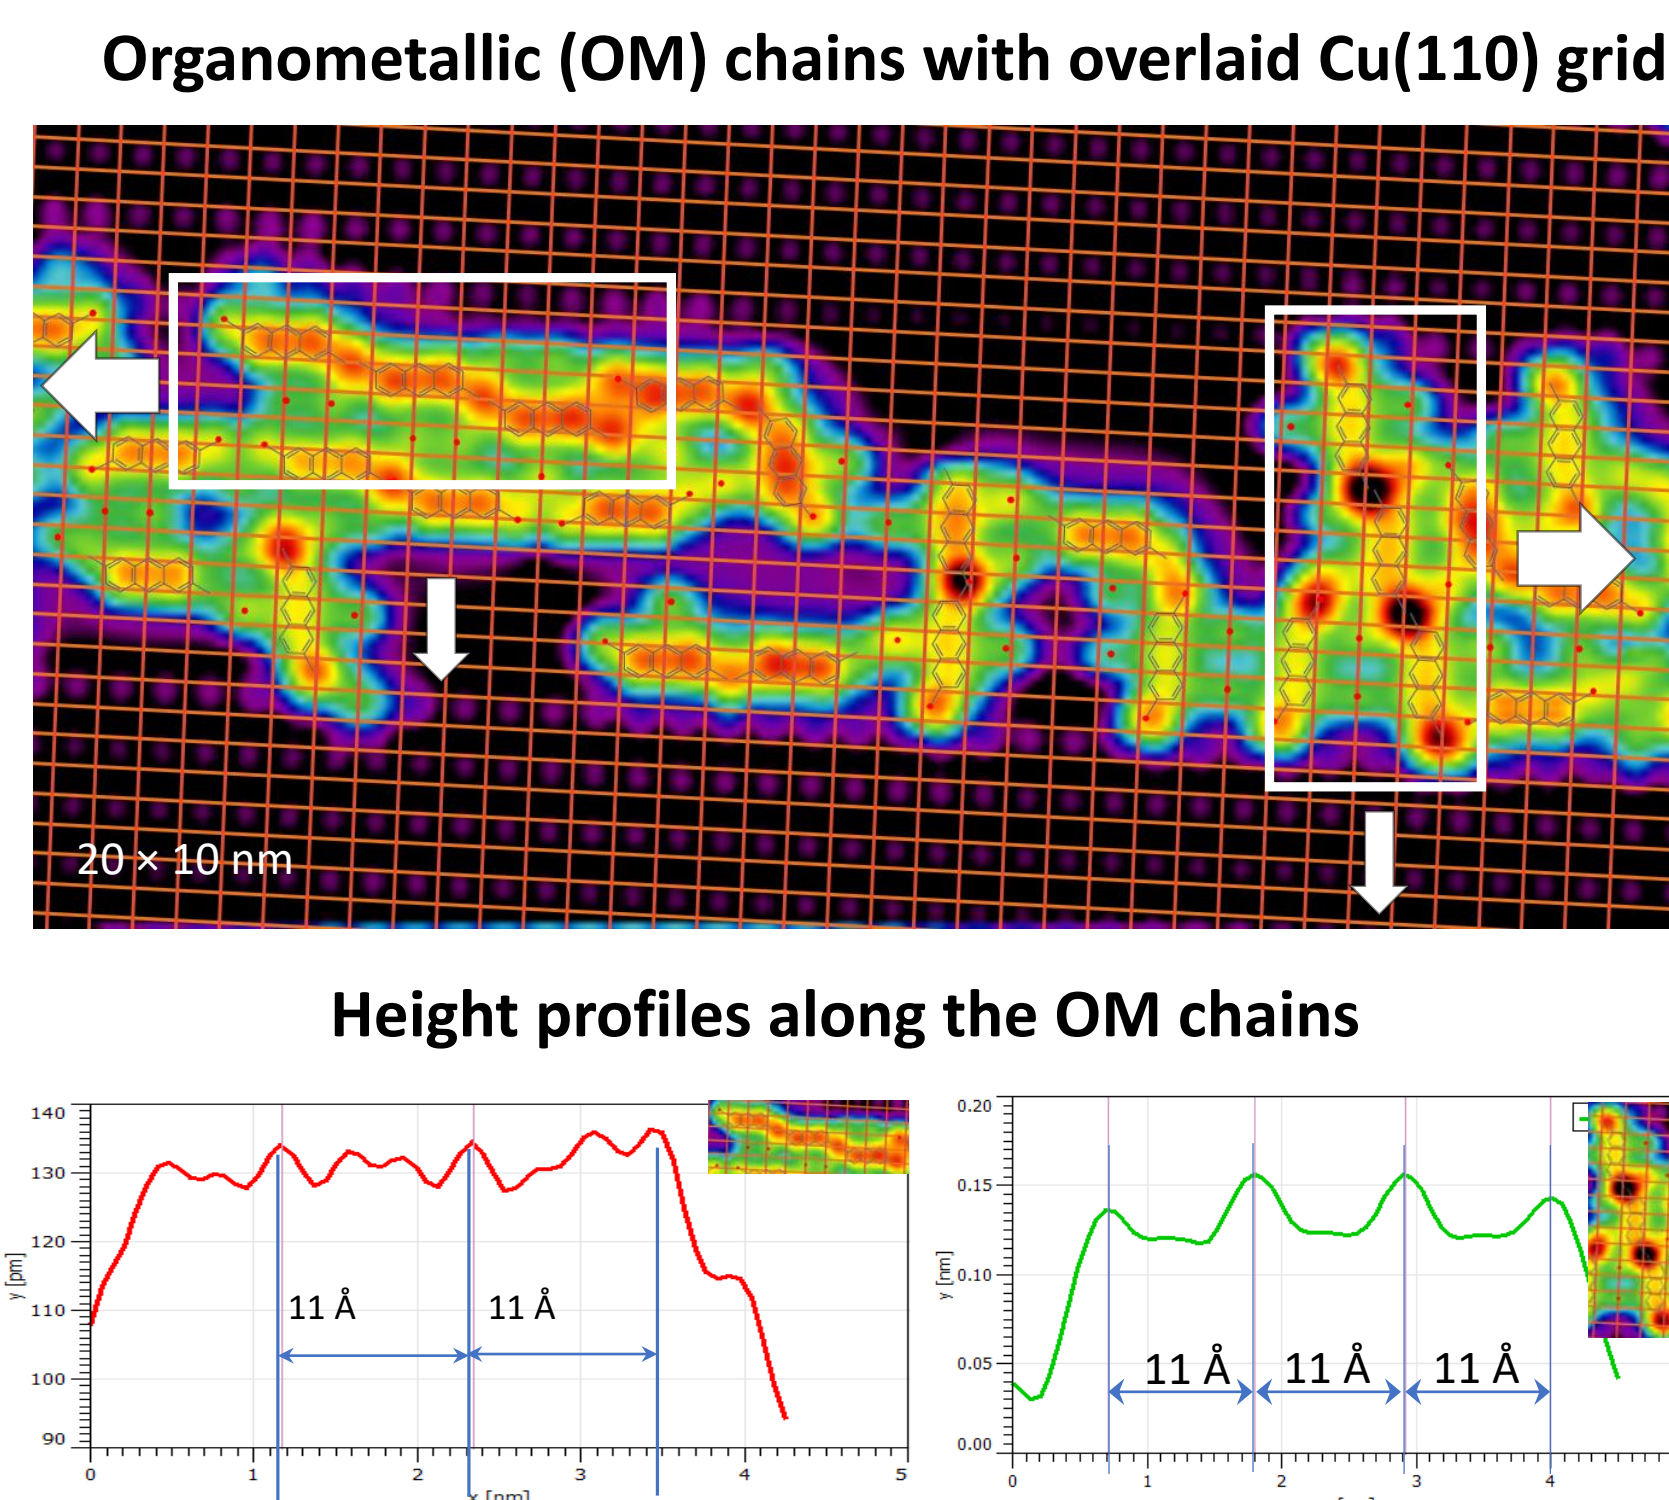 Organometallic (OM) chains with overlaid Cu(110) grid
20 × 10 nm
Height profiles along the OM chains
140
130
120
110
100
90
y [pm]
11 Å
11 Å
0
1
2
3
4
5
x [nm]
0.20
0.15
0.10
0.05
0.00
y [nm]
11 Å
11 Å
11 Å
0
1
2
3
4